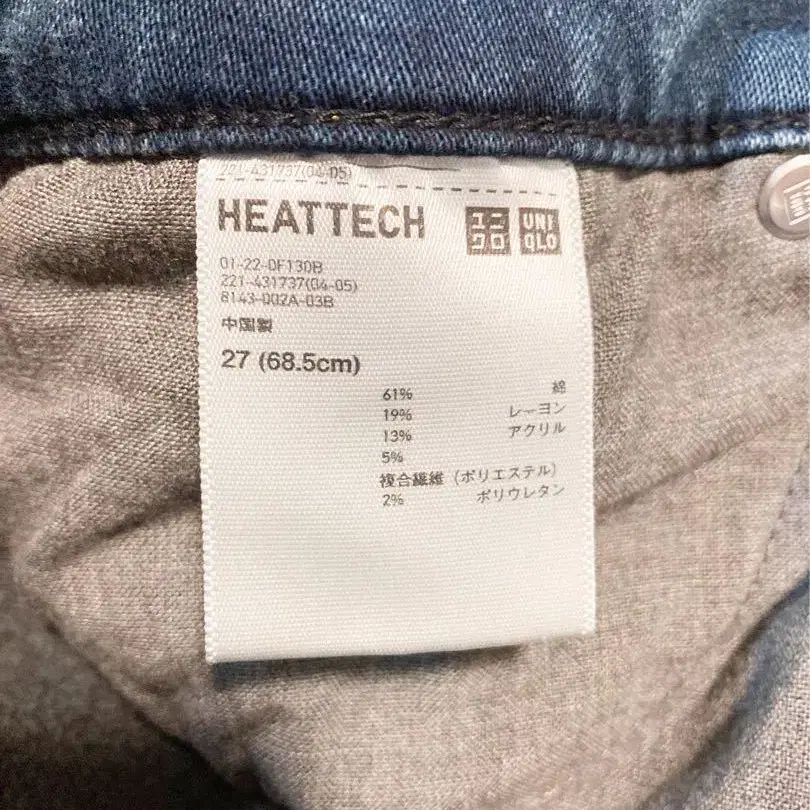 221-431737(04-05)
HEATTECH
ユニ
クロ
UNI
QLO
01-22-0F130B
221-431737(04-05)
8143-002A-03B
中国製
27 (68.5cm)
61% 綿
19% レーヨン
13% アクリル
5%
複合繊維(ポリエステル)
2% ポリウレタン